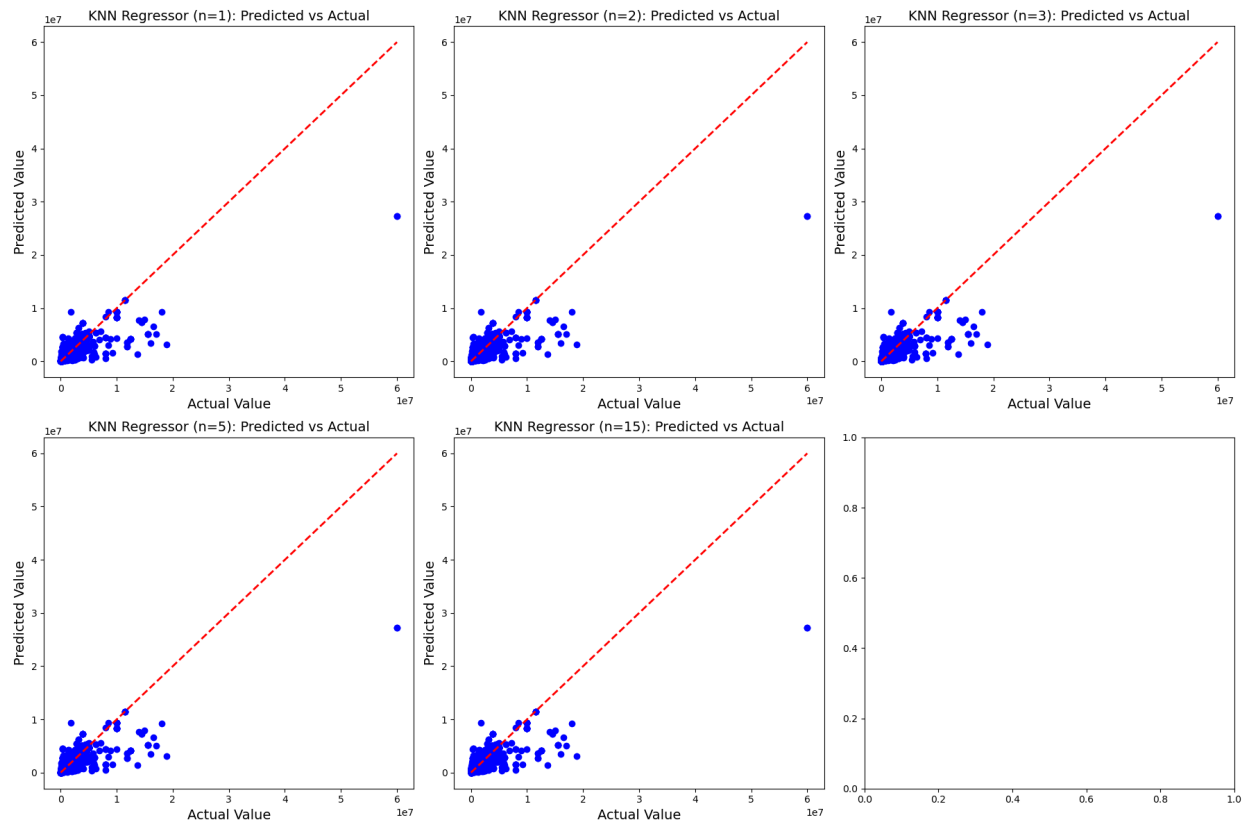 KNN Regressor (n=1): Predicted vs Actual
1e7
6
5
4
3
2
1
0
Predicted Value
0 1 2 3 4 5 6
1e7
Actual Value
KNN Regressor (n=2): Predicted vs Actual
1e7
6
5
4
3
2
1
0
Predicted Value
0 1 2 3 4 5 6
1e7
Actual Value
KNN Regressor (n=3): Predicted vs Actual
1e7
6
5
4
3
2
1
0
Predicted Value
0 1 2 3 4 5 6
1e7
Actual Value
KNN Regressor (n=5): Predicted vs Actual
1e7
6
5
4
3
2
1
0
Predicted Value
0 1 2 3 4 5 6
1e7
Actual Value
KNN Regressor (n=15): Predicted vs Actual
1e7
6
5
4
3
2
1
0
Predicted Value
0 1 2 3 4 5 6
1e7
Actual Value
1.0
0.8
0.6
0.4
0.2
0.0
0.0 0.2 0.4 0.6 0.8 1.0